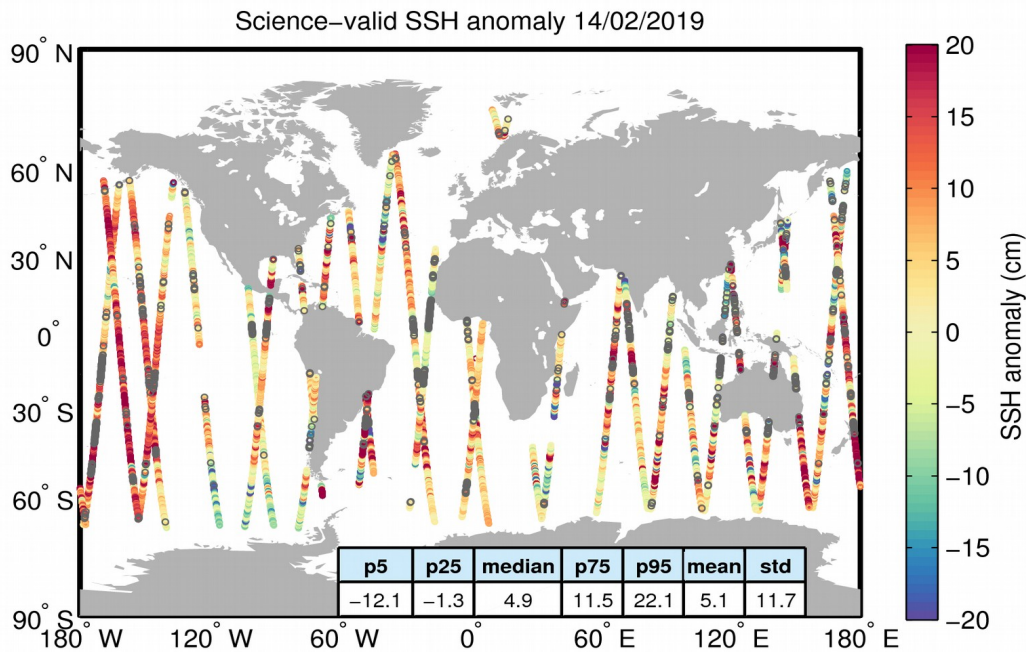 Science−valid SSH anomaly 14/02/2019
90° N
60° N
30° N
0°
30° S
60° S
90° S
180° W
120° W
60° W
0°
60° E
120° E
180° E
p5 p25 median p75 p95 mean std
−12.1 −1.3 4.9 11.5 22.1 5.1 11.7
20
15
10
5
0
−5
−10
−15
−20
SSH anomaly (cm)